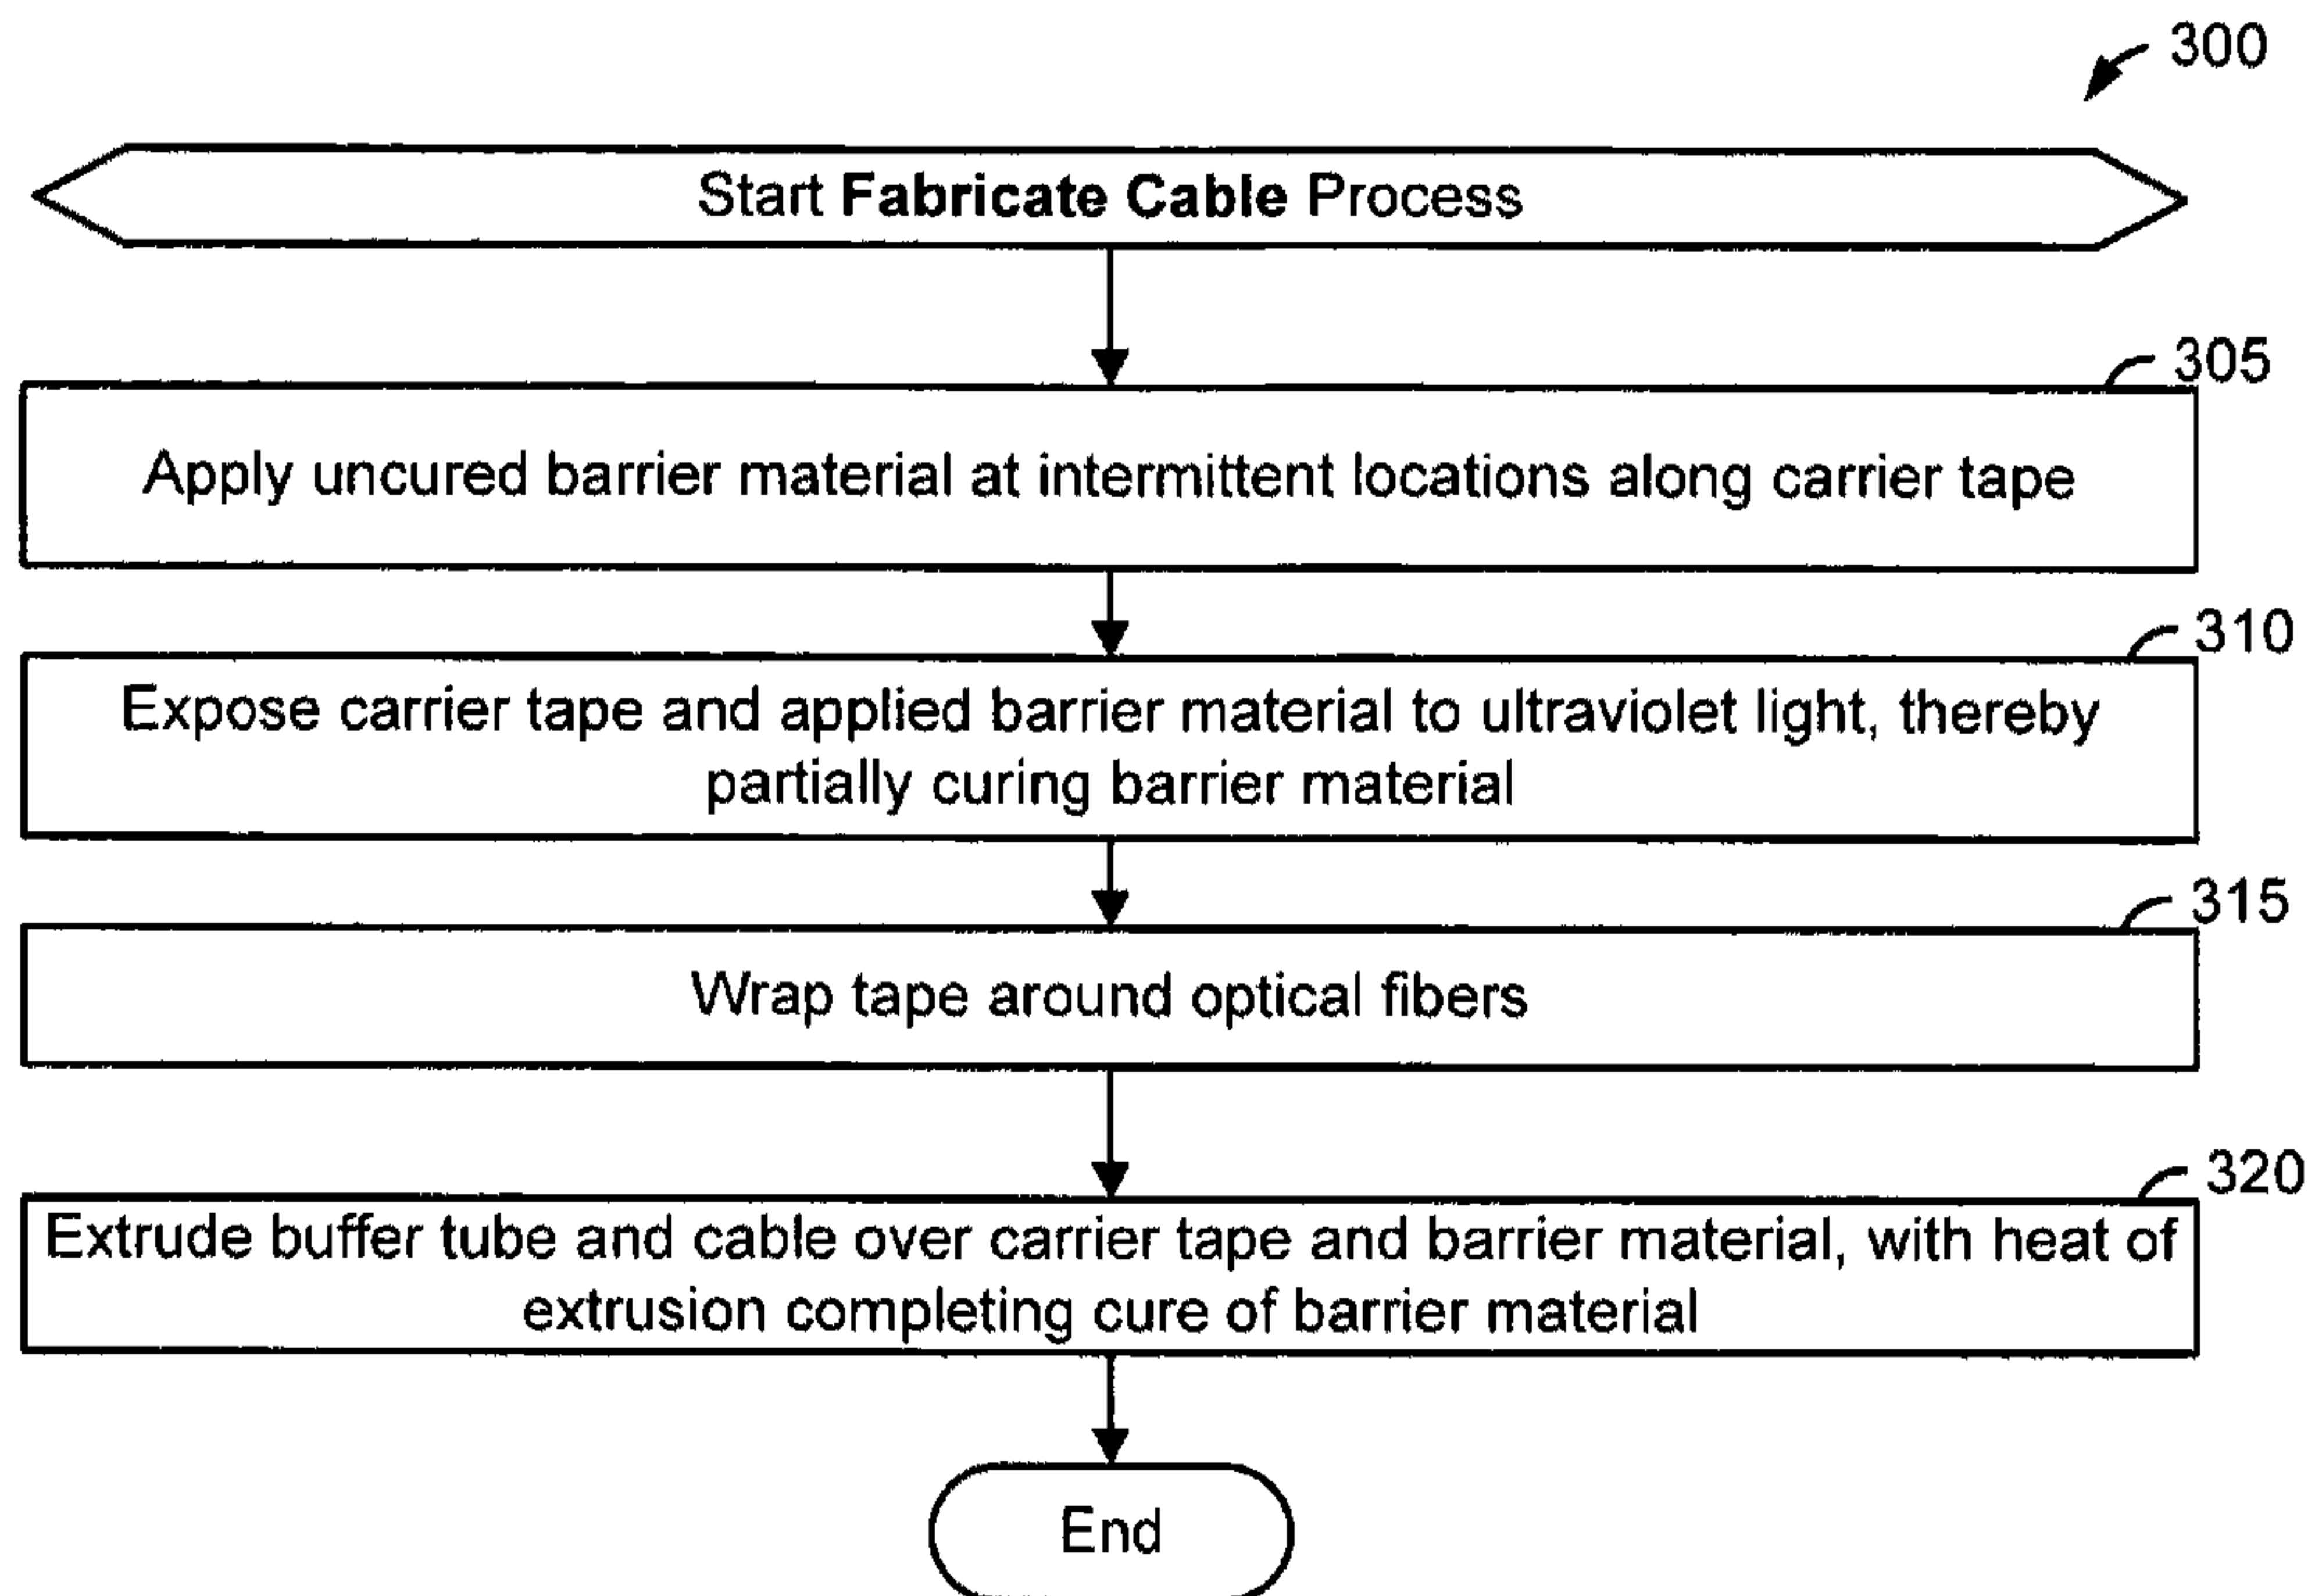 300
Start Fabricate Cable Process
305
Apply uncured barrier material at intermittent locations along carrier tape
310
Expose carrier tape and applied barrier material to ultraviolet light, thereby
partially curing barrier material
315
Wrap tape around optical fibers
320
Extrude buffer tube and cable over carrier tape and barrier material, with heat of
extrusion completing cure of barrier material
End